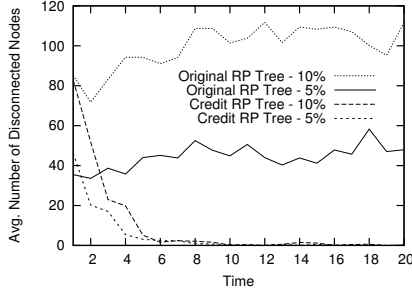 Avg. Number of Disconnected Nodes
120
100
80
60
40
20
0
Original RP Tree - 10%
Original RP Tree - 5%
Credit RP Tree - 10%
Credit RP Tree - 5%
2 4 6 8 10 12 14 16 18 20
Time